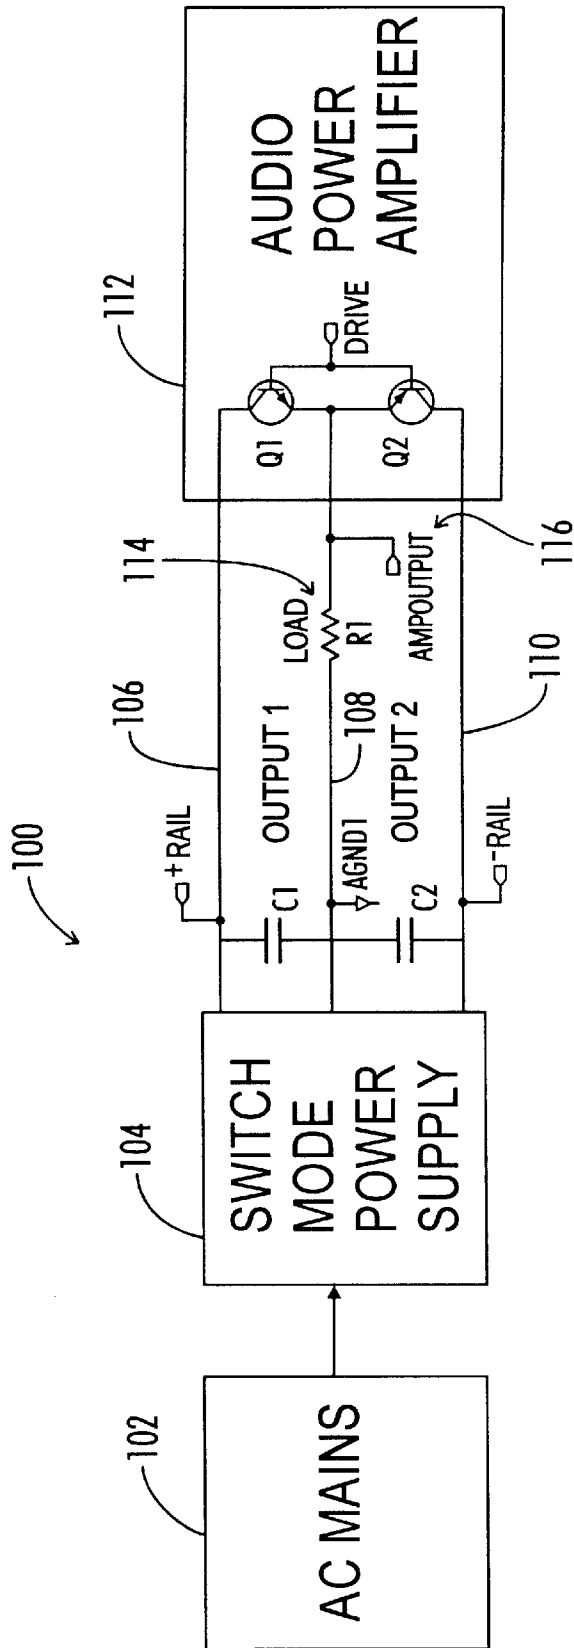 100
102
AC MAINS
104
SWITCH
MODE
POWER
SUPPLY
+RAIL
106
C1
OUTPUT 1
AGND1
108
C2
OUTPUT 2
-RAIL
110
114
LOAD
R1
AMPOUTPUT
116
112
Q1
Q2
DRIVE
AUDIO
POWER
AMPLIFIER